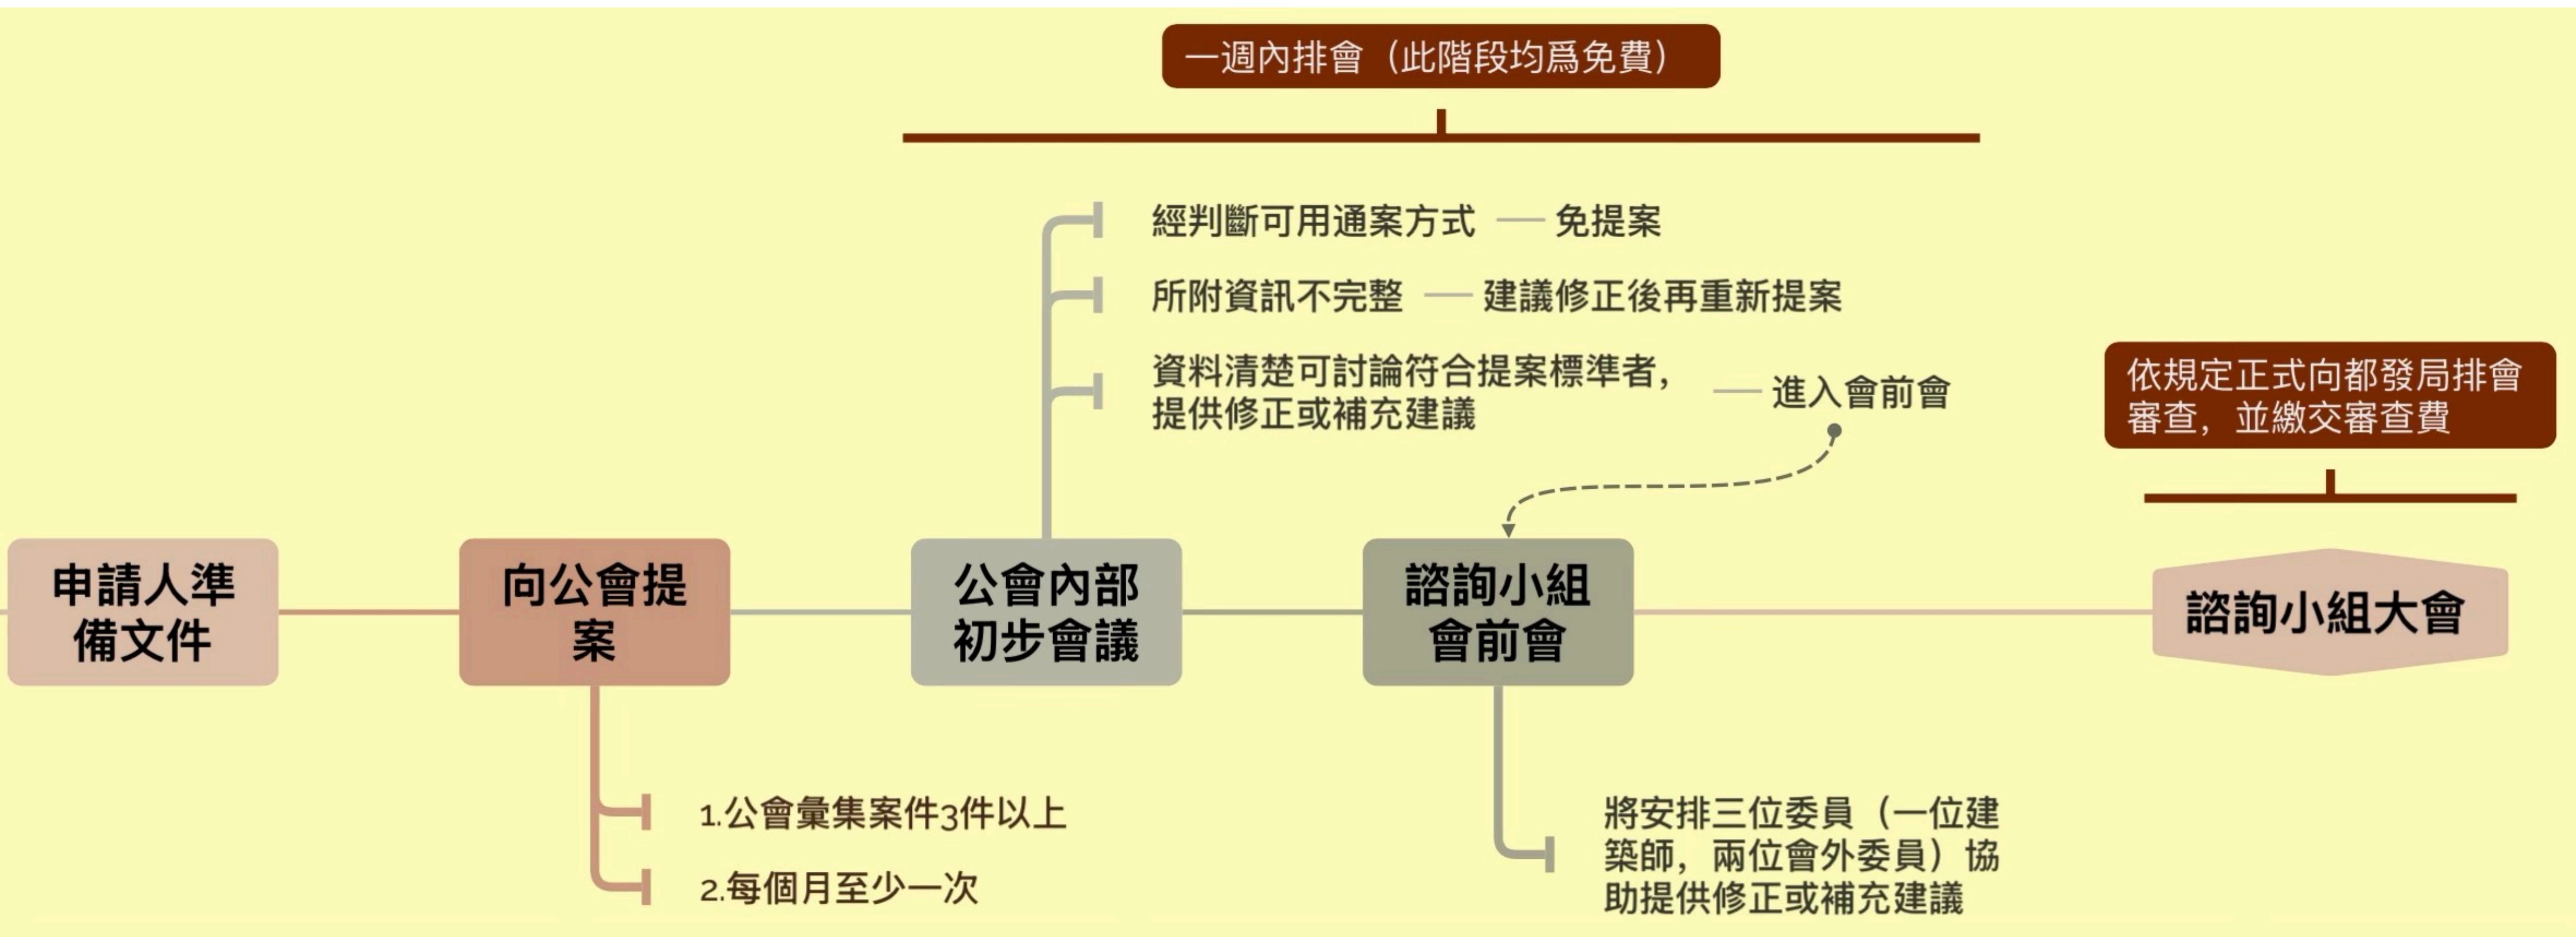 一週內排會（此階段均爲免費）
經判斷可用通案方式 免提案
所附資訊不完整 建議修正後再重新提案
資料清楚可討論符合提案標準者，
提供修正或補充建議
進入會前會
依規定正式向都發局排會
審查，並繳交審查費
申請人準
備文件
向公會提
案
公會內部
初步會議
諮詢小組
會前會
諮詢小組大會
1.公會彙集案件3件以上
2.每個月至少一次
將安排三位委員（一位建
築師，兩位會外委員）協
助提供修正或補充建議